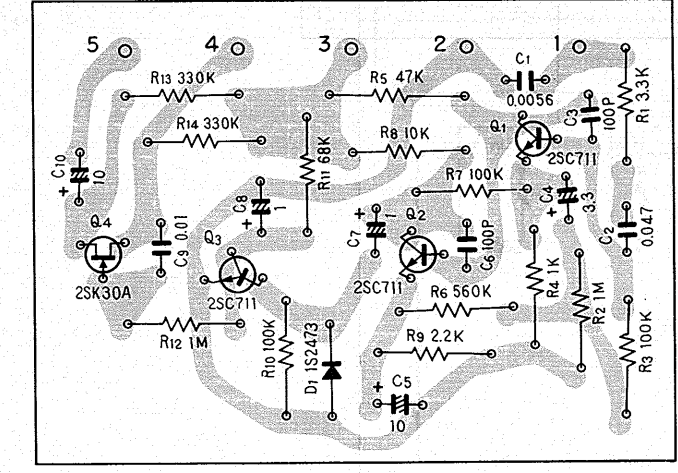 5 4 3 2 1
R13 330K
R5 47K
C1
0.0056
C3
100P
R1 3.3K
R14 330K
R8 10K
Q1
2SC711
C10
10
+
R11 68K
R7 100K
C4
3.3
+
C8
1
+
Q4
2SK30A
C9 0.01
Q3
2SC711
C7
1
+
Q2
2SC711
C6 100P
C2
0.047
R4 1K
R2 1M
R6 560K
R12 1M
R10 100K
D1 1S2473
R9 2.2K
R3 100K
C5
10
+